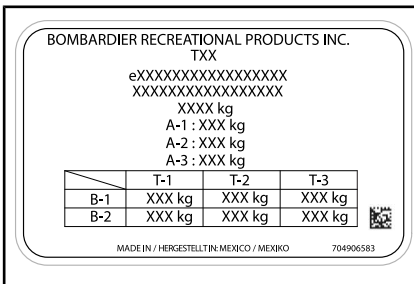 BOMBARDIER RECREATIONAL PRODUCTS INC.
TXX
eXXXXXXXXXXXXXXXXX
XXXXXXXXXXXXXXXXX
XXXX kg
A-1 : XXX kg
A-2 : XXX kg
A-3 : XXX kg
T-1 T-2 T-3
B-1 XXX kg XXX kg XXX kg
B-2 XXX kg XXX kg XXX kg
MADE IN / HERGESTELLT IN: MEXICO / MEXIKO 704906583